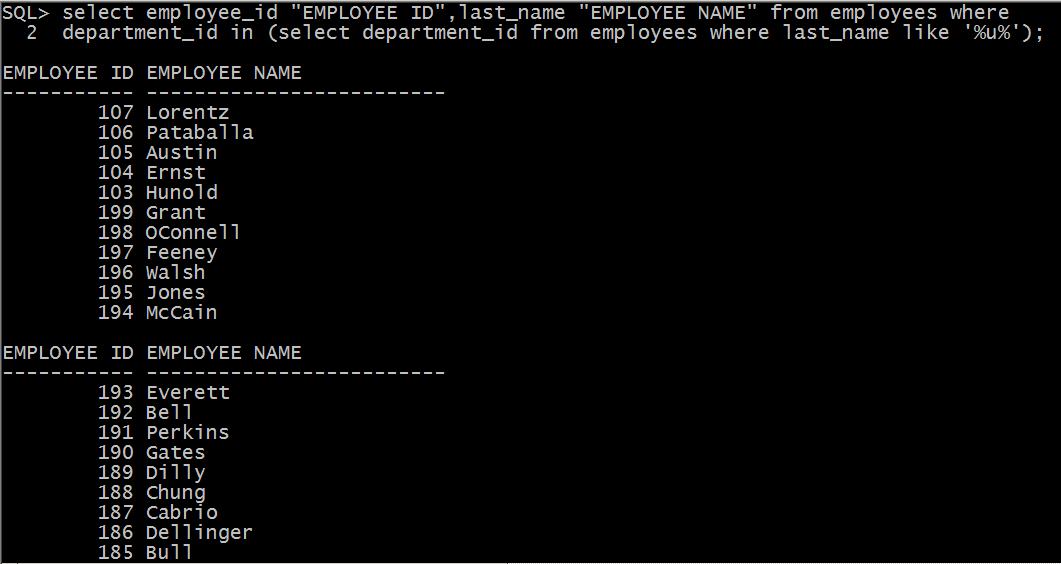 SQL> select employee_id "EMPLOYEE ID",last_name "EMPLOYEE NAME" from employees where
  2  department_id in (select department_id from employees where last_name like '%u%');
EMPLOYEE ID EMPLOYEE NAME
----------- -------------------------
        107 Lorentz
        106 Pataballa
        105 Austin
        104 Ernst
        103 Hunold
        199 Grant
        198 OConnell
        197 Feeney
        196 Walsh
        195 Jones
        194 McCain
EMPLOYEE ID EMPLOYEE NAME
----------- -------------------------
        193 Everett
        192 Bell
        191 Perkins
        190 Gates
        189 Dilly
        188 Chung
        187 Cabrio
        186 Dellinger
        185 Bull